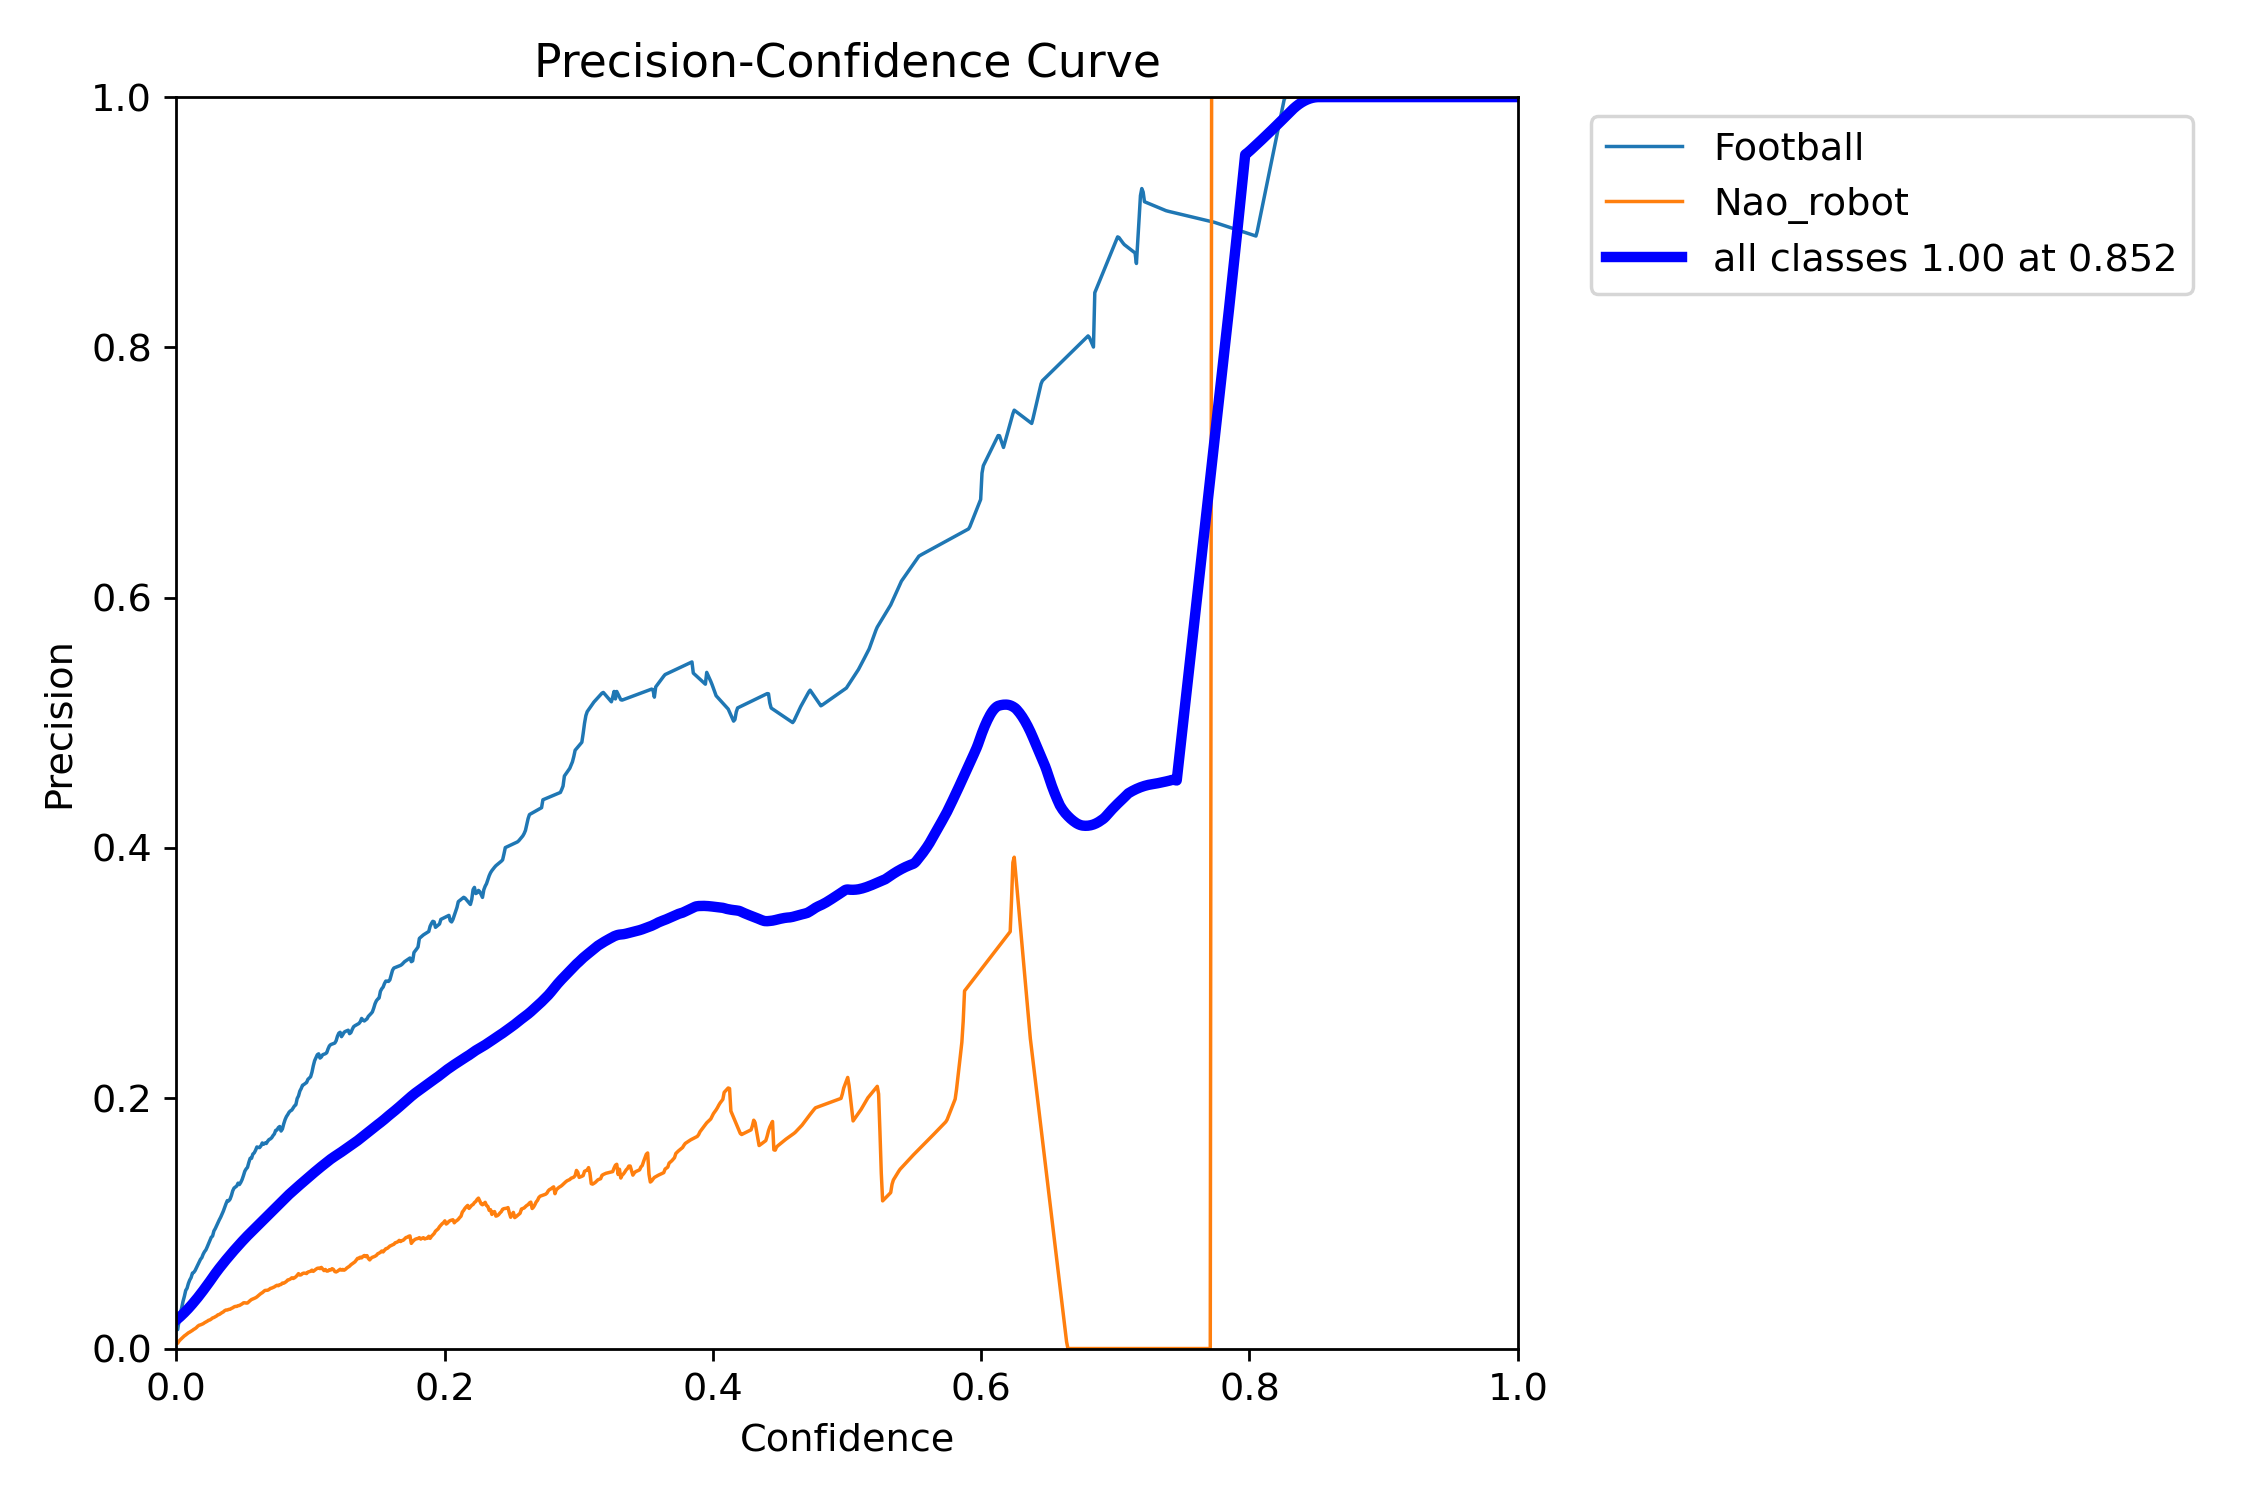 Precision-Confidence Curve
1.0
0.8
0.6
0.4
0.2
0.0
Precision
0.0 0.2 0.4 0.6 0.8 1.0
Confidence
Football
Nao_robot
all classes 1.00 at 0.852